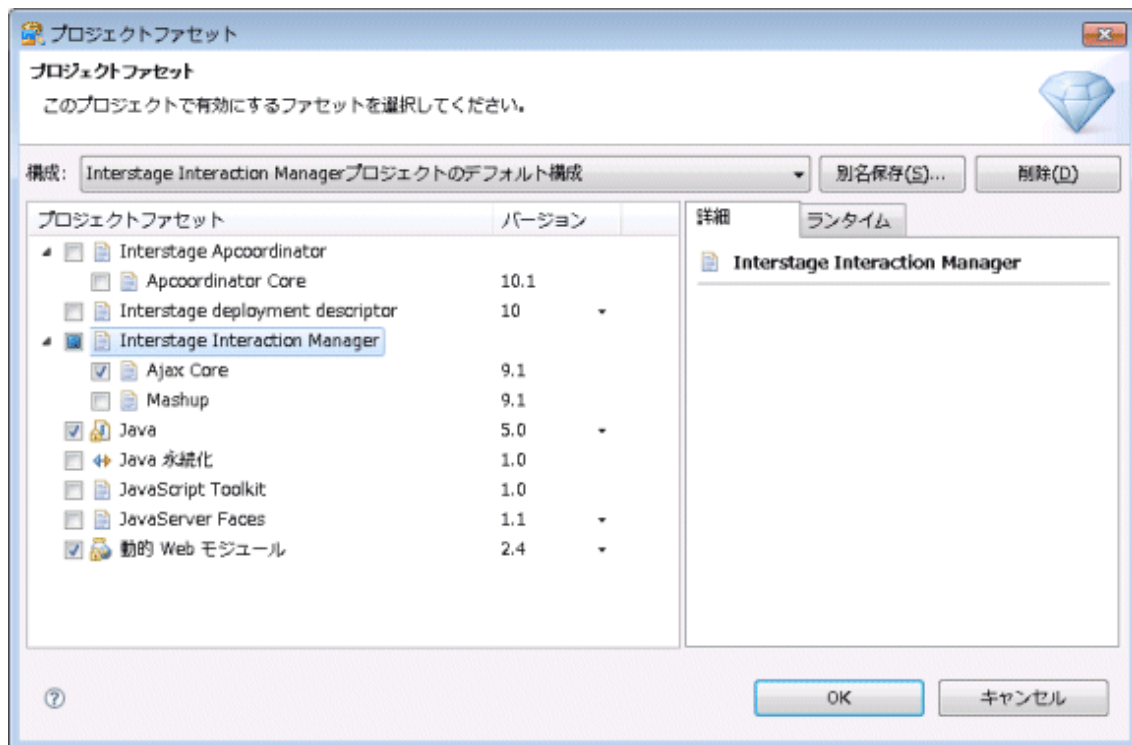 プロジェクトファセット
プロジェクトファセット
このプロジェクトで有効にするファセットを選択してください。
構成: Interstage Interaction Managerプロジェクトのデフォルト構成 別名保存(S)... 削除(D)
プロジェクトファセット バージョン
Interstage Apcoordinator
Apcoordinator Core 10.1
Interstage deployment descriptor 10
Interstage Interaction Manager
Ajax Core 9.1
Mashup 9.1
Java 5.0
Java 永続化 1.0
JavaScript Toolkit 1.0
JavaServer Faces 1.1
動的 Web モジュール 2.4
詳細 ランタイム
Interstage Interaction Manager
OK キャンセル